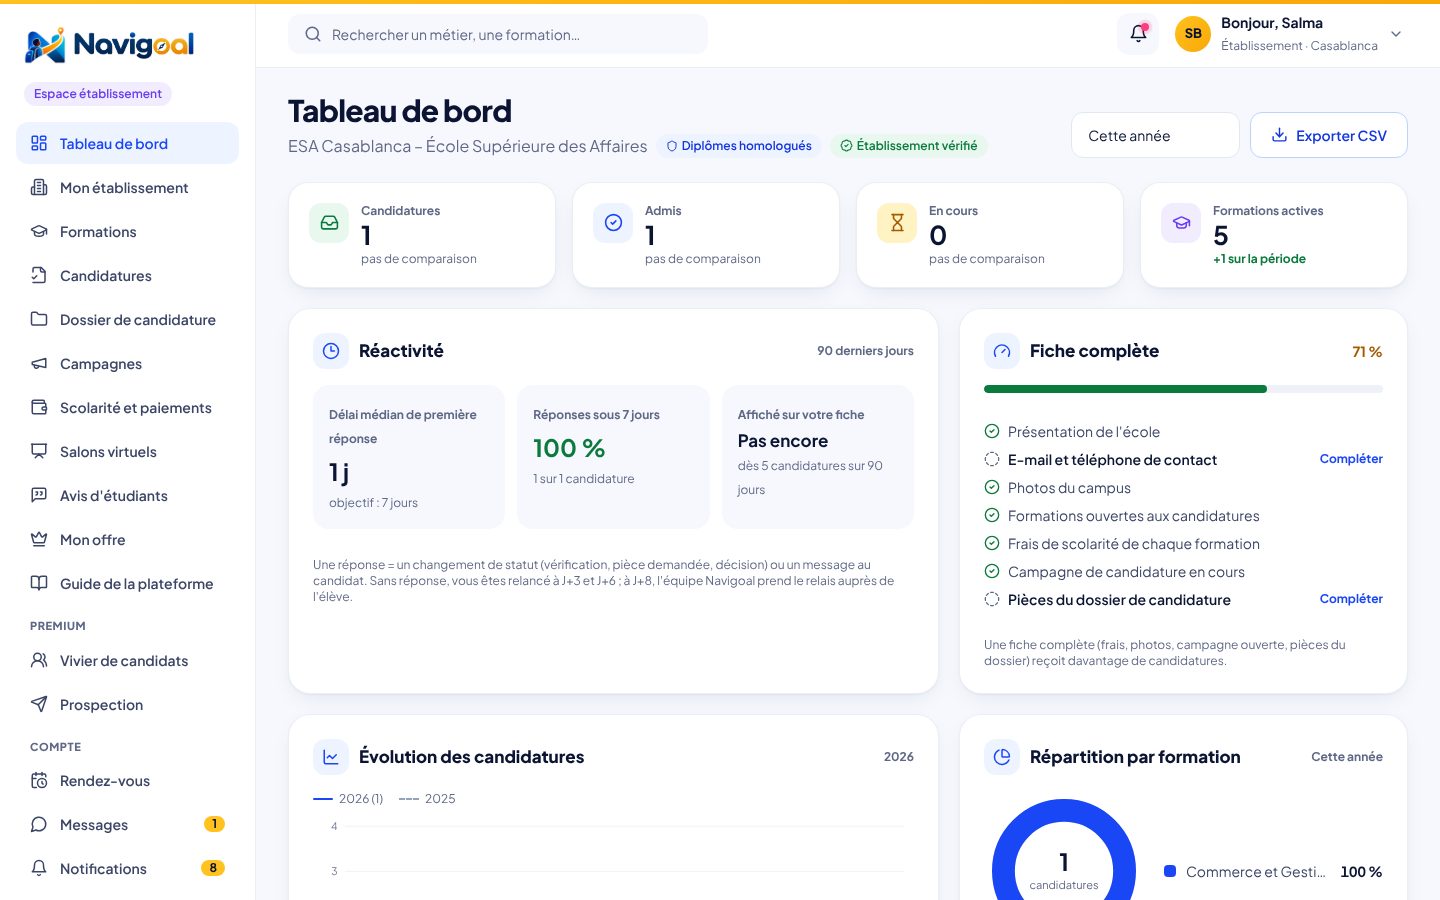 Navigoal
Espace établissement
Tableau de bord
Mon établissement
Formations
Candidatures
Dossier de candidature
Campagnes
Scolarité et paiements
Salons virtuels
Avis d'étudiants
Mon offre
Guide de la plateforme
PREMIUM
Vivier de candidats
Prospection
COMPTE
Rendez-vous
Messages 1
Notifications 8
Rechercher un métier, une formation...
SB
Bonjour, Salma
Établissement · Casablanca
Tableau de bord
ESA Casablanca – École Supérieure des Affaires Diplômes homologués Établissement vérifié
Cette année
Exporter CSV
Candidatures
1
pas de comparaison
Admis
1
pas de comparaison
En cours
0
pas de comparaison
Formations actives
5
+1 sur la période
Réactivité
90 derniers jours
Délai médian de première
réponse
1 j
objectif : 7 jours
Réponses sous 7 jours
100 %
1 sur 1 candidature
Affiché sur votre fiche
Pas encore
dès 5 candidatures sur 90
jours
Une réponse = un changement de statut (vérification, pièce demandée, décision) ou un message au
candidat. Sans réponse, vous êtes relancé à J+3 et J+6 ; à J+8, l'équipe Navigoal prend le relais auprès de
l'élève.
Fiche complète
71 %
Présentation de l'école
E-mail et téléphone de contact Compléter
Photos du campus
Formations ouvertes aux candidatures
Frais de scolarité de chaque formation
Campagne de candidature en cours
Pièces du dossier de candidature Compléter
Une fiche complète (frais, photos, campagne ouverte, pièces du
dossier) reçoit davantage de candidatures.
Évolution des candidatures
2026
2026 (1) 2025
4
3
Répartition par formation
Cette année
1
candidatures
Commerce et Gesti... 100 %